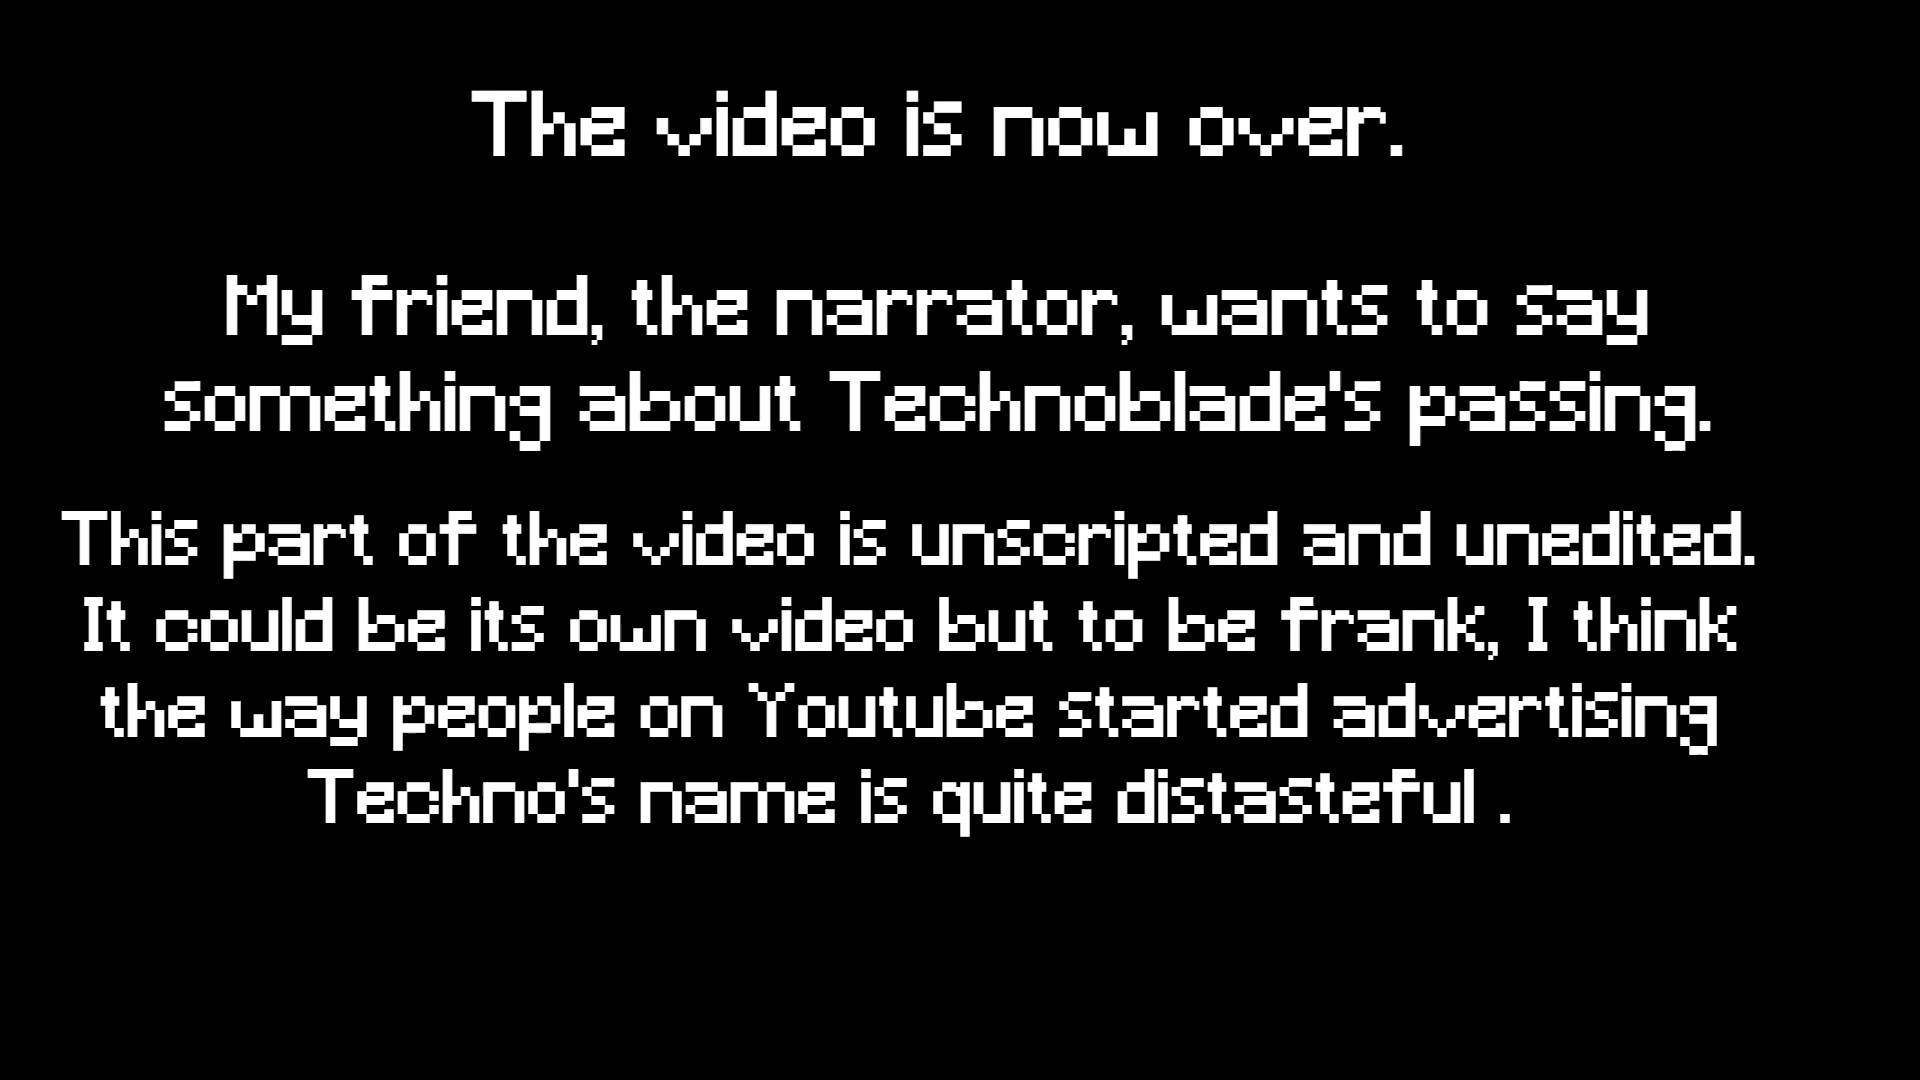 The video is now over.
My friend, the narrator, wants to say
something about Technoblade's passing.
This part of the video is unscripted and unedited.
It could be its own video but to be frank, I think
the way people on Youtube started advertising
Techno's name is quite distasteful .